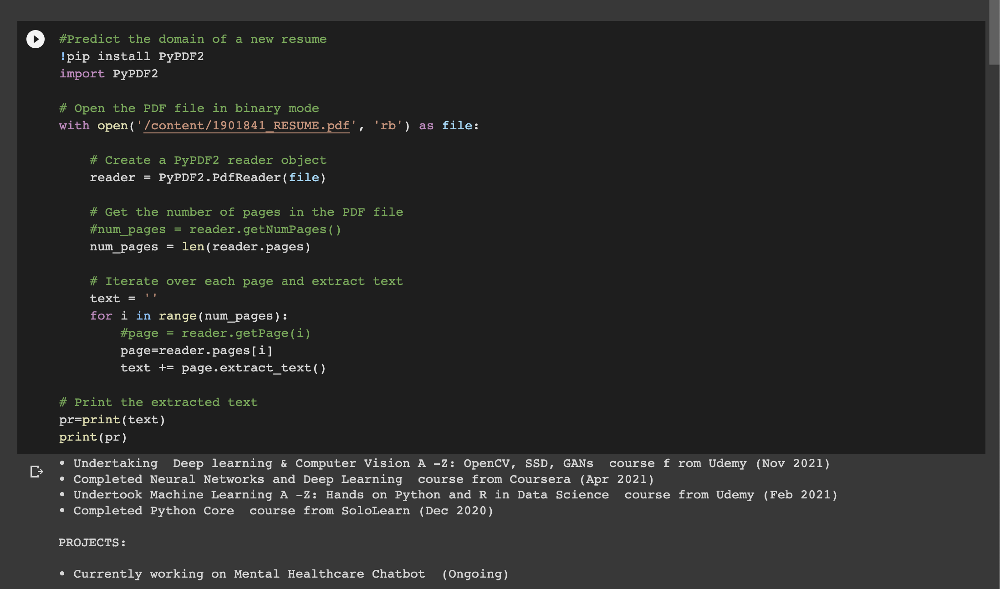 #Predict the domain of a new resume
!pip install PyPDF2
import PyPDF2
# Open the PDF file in binary mode
with open('/content/1901841_RESUME.pdf', 'rb') as file:
    # Create a PyPDF2 reader object
    reader = PyPDF2.PdfReader(file)
    # Get the number of pages in the PDF file
    #num_pages = reader.getNumPages()
    num_pages = len(reader.pages)
    # Iterate over each page and extract text
    text = ''
    for i in range(num_pages):
        #page = reader.getPage(i)
        page=reader.pages[i]
        text += page.extract_text()
# Print the extracted text
pr=print(text)
print(pr)
• Undertaking  Deep learning & Computer Vision A -Z: OpenCV, SSD, GANs  course f rom Udemy (Nov 2021)
• Completed Neural Networks and Deep Learning  course from Coursera (Apr 2021)
• Undertook Machine Learning A -Z: Hands on Python and R in Data Science  course from Udemy (Feb 2021)
• Completed Python Core  course from SoloLearn (Dec 2020)
PROJECTS:
• Currently working on Mental Healthcare Chatbot  (Ongoing)